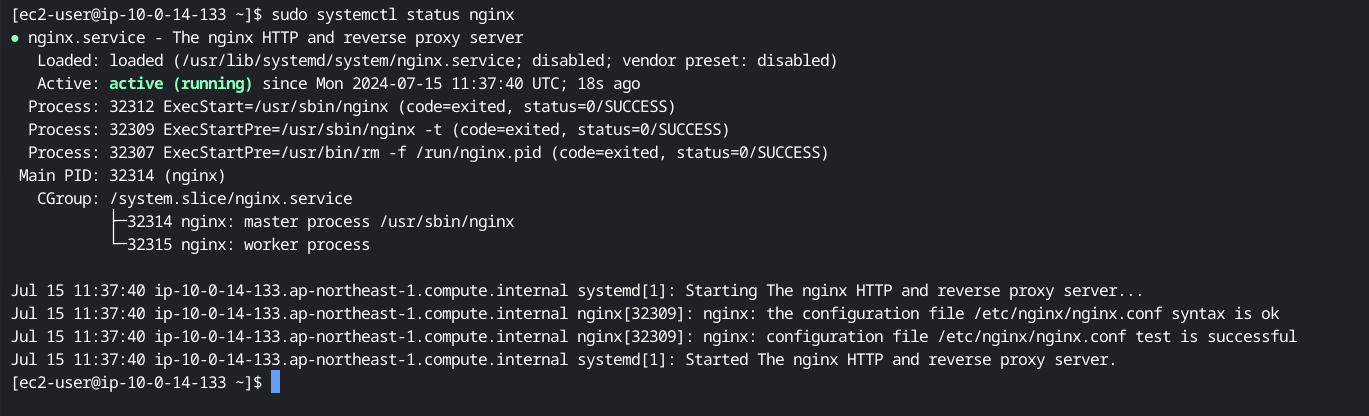 [ec2-user@ip-10-0-14-133 ~]$ sudo systemctl status nginx
● nginx.service - The nginx HTTP and reverse proxy server
   Loaded: loaded (/usr/lib/systemd/system/nginx.service; disabled; vendor preset: disabled)
   Active: active (running) since Mon 2024-07-15 11:37:40 UTC; 18s ago
  Process: 32312 ExecStart=/usr/sbin/nginx (code=exited, status=0/SUCCESS)
  Process: 32309 ExecStartPre=/usr/sbin/nginx -t (code=exited, status=0/SUCCESS)
  Process: 32307 ExecStartPre=/usr/bin/rm -f /run/nginx.pid (code=exited, status=0/SUCCESS)
 Main PID: 32314 (nginx)
   CGroup: /system.slice/nginx.service
           ├─32314 nginx: master process /usr/sbin/nginx
           └─32315 nginx: worker process

Jul 15 11:37:40 ip-10-0-14-133.ap-northeast-1.compute.internal systemd[1]: Starting The nginx HTTP and reverse proxy server...
Jul 15 11:37:40 ip-10-0-14-133.ap-northeast-1.compute.internal nginx[32309]: nginx: the configuration file /etc/nginx/nginx.conf syntax is ok
Jul 15 11:37:40 ip-10-0-14-133.ap-northeast-1.compute.internal nginx[32309]: nginx: configuration file /etc/nginx/nginx.conf test is successful
Jul 15 11:37:40 ip-10-0-14-133.ap-northeast-1.compute.internal systemd[1]: Started The nginx HTTP and reverse proxy server.
[ec2-user@ip-10-0-14-133 ~]$